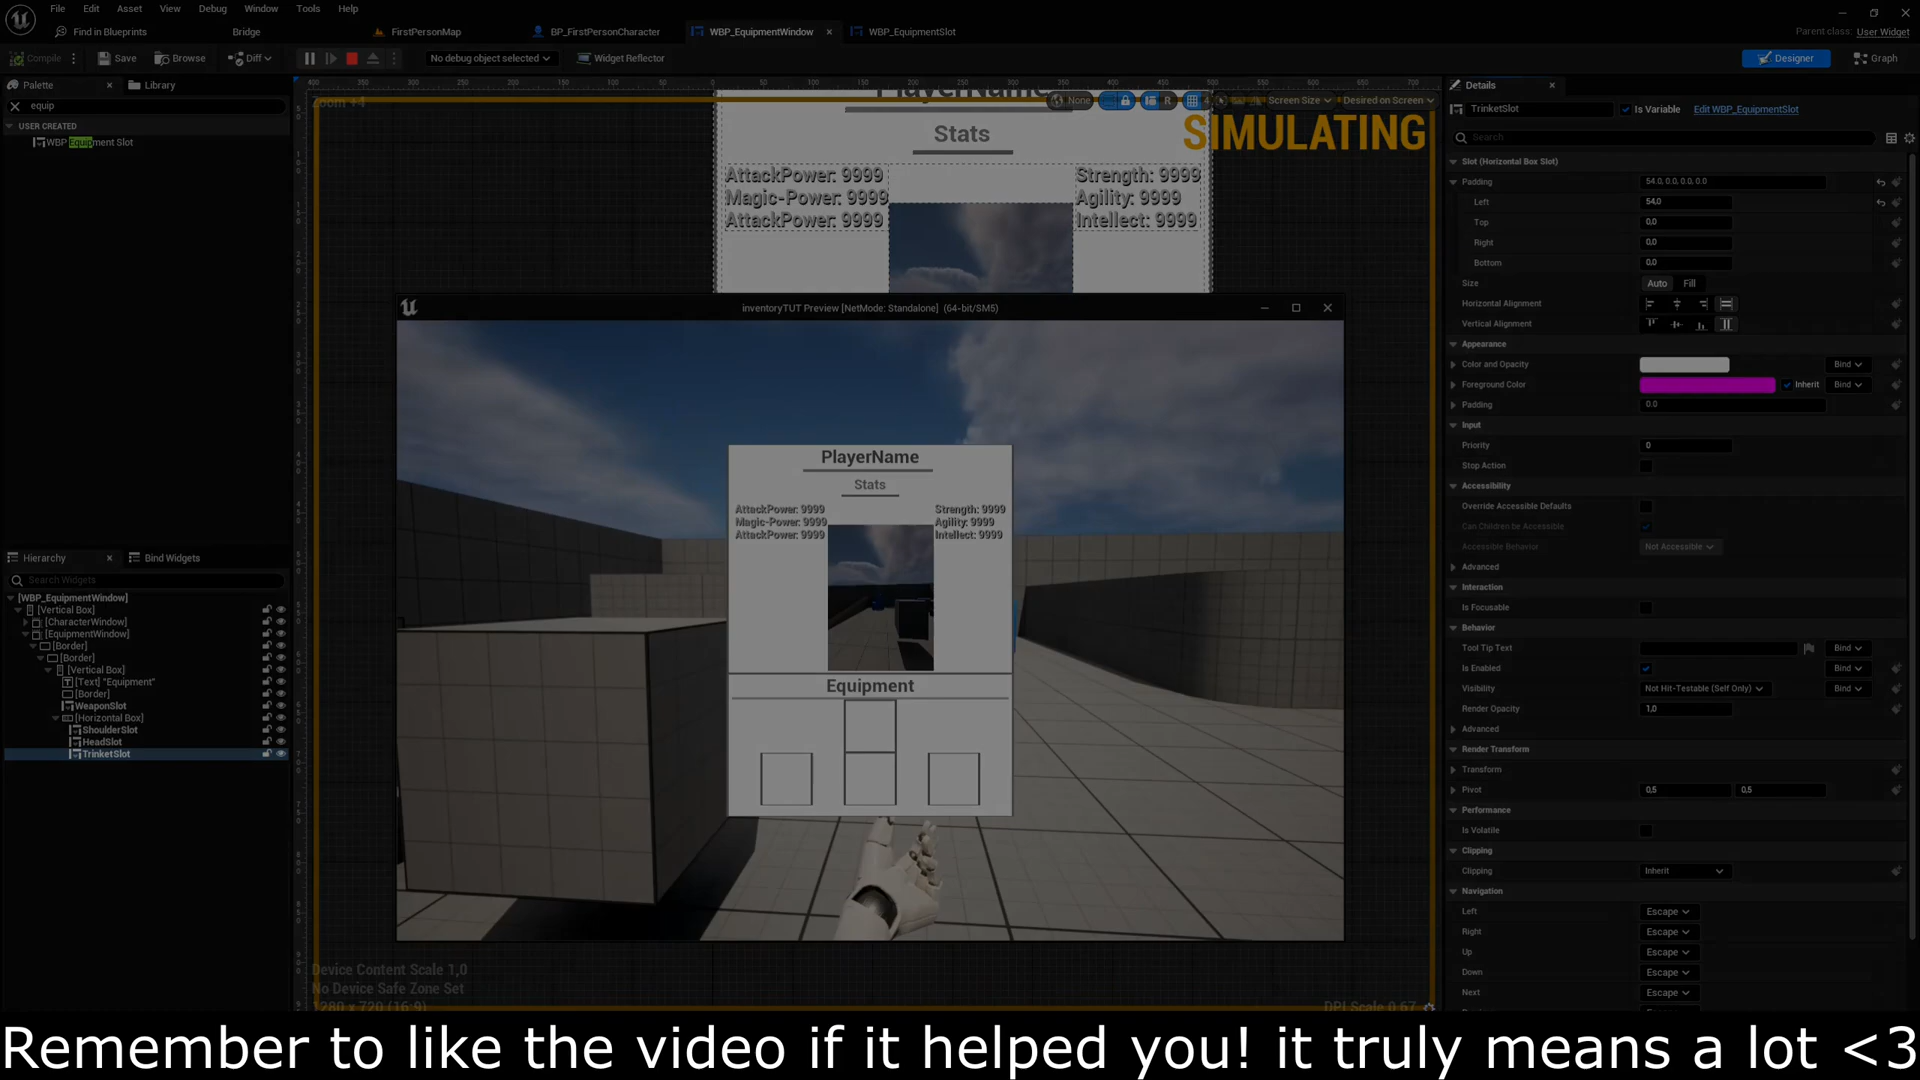 File Edit Asset View Debug Window Tools Help
Find in Blueprints Bridge FirstPersonMap BP_FirstPersonCharacter WBP_EquipmentWindow WBP_EquipmentSlot Parent class: User Widget
Compile Save Browse Diff No debug object selected Widget Reflector Designer Graph
Palette Library
equip
USER CREATED
WBP Equipment Slot
Hierarchy Bind Widgets
Search Widgets
[WBP_EquipmentWindow]
[Vertical Box]
[CharacterWindow]
[EquipmentWindow]
[Border]
[Border]
[Vertical Box]
[Text] "Equipment"
[Border]
WeaponSlot
[Horizontal Box]
ShoulderSlot
HeadSlot
TrinketSlot
Zoom +4
None R 4 Screen Size Desired on Screen
SIMULATING
PlayerName
Stats
AttackPower: 9999 Strength: 9999
Magic-Power: 9999 Agility: 9999
AttackPower: 9999 Intellect: 9999
inventoryTUT Preview [NetMode: Standalone] (64-bit/SM5)
PlayerName
Stats
AttackPower: 9999 Strength: 9999
Magic-Power: 9999 Agility: 9999
AttackPower: 9999 Intellect: 9999
Equipment
Device Content Scale 1,0
No Device Safe Zone Set
1280 x 720 (16:9)
DPI Scale 0.67
Details
TrinketSlot Is Variable Edit WBP_EquipmentSlot
Search
Slot (Horizontal Box Slot)
Padding 54.0, 0.0, 0.0, 0.0
Left 54.0
Top 0.0
Right 0.0
Bottom 0.0
Size Auto Fill
Horizontal Alignment
Vertical Alignment
Appearance
Color and Opacity Bind
Foreground Color Inherit Bind
Padding 0.0
Input
Priority 0
Stop Action
Accessibility
Override Accessible Defaults
Can Children be Accessible
Accessible Behavior Not Accessible
Advanced
Interaction
Is Focusable
Behavior
Tool Tip Text Bind
Is Enabled Bind
Visibility Not Hit-Testable (Self Only) Bind
Render Opacity 1,0
Advanced
Render Transform
Transform
Pivot 0,5 0,5
Performance
Is Volatile
Clipping
Clipping Inherit
Navigation
Left Escape
Right Escape
Up Escape
Down Escape
Next Escape
Remember to like the video if it helped you! it truly means a lot <3